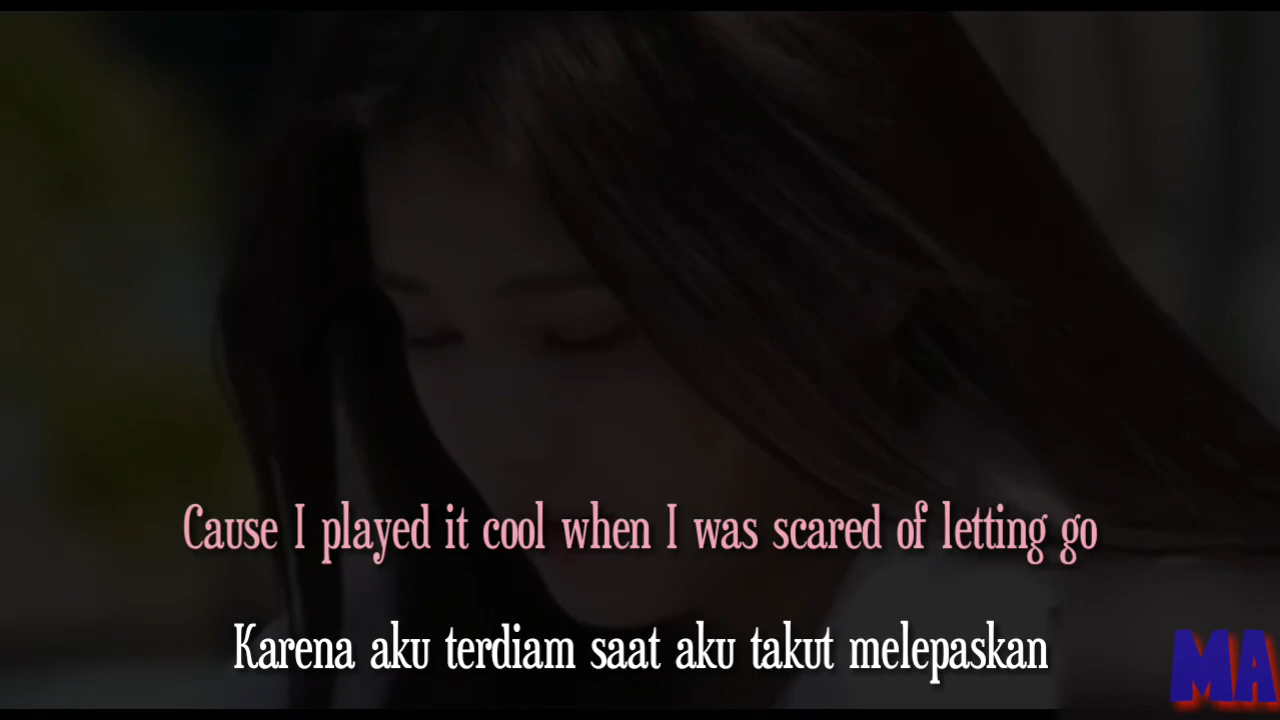 Cause I played it cool when I was scared of letting go
Karena aku terdiam saat aku takut melepaskan
MA